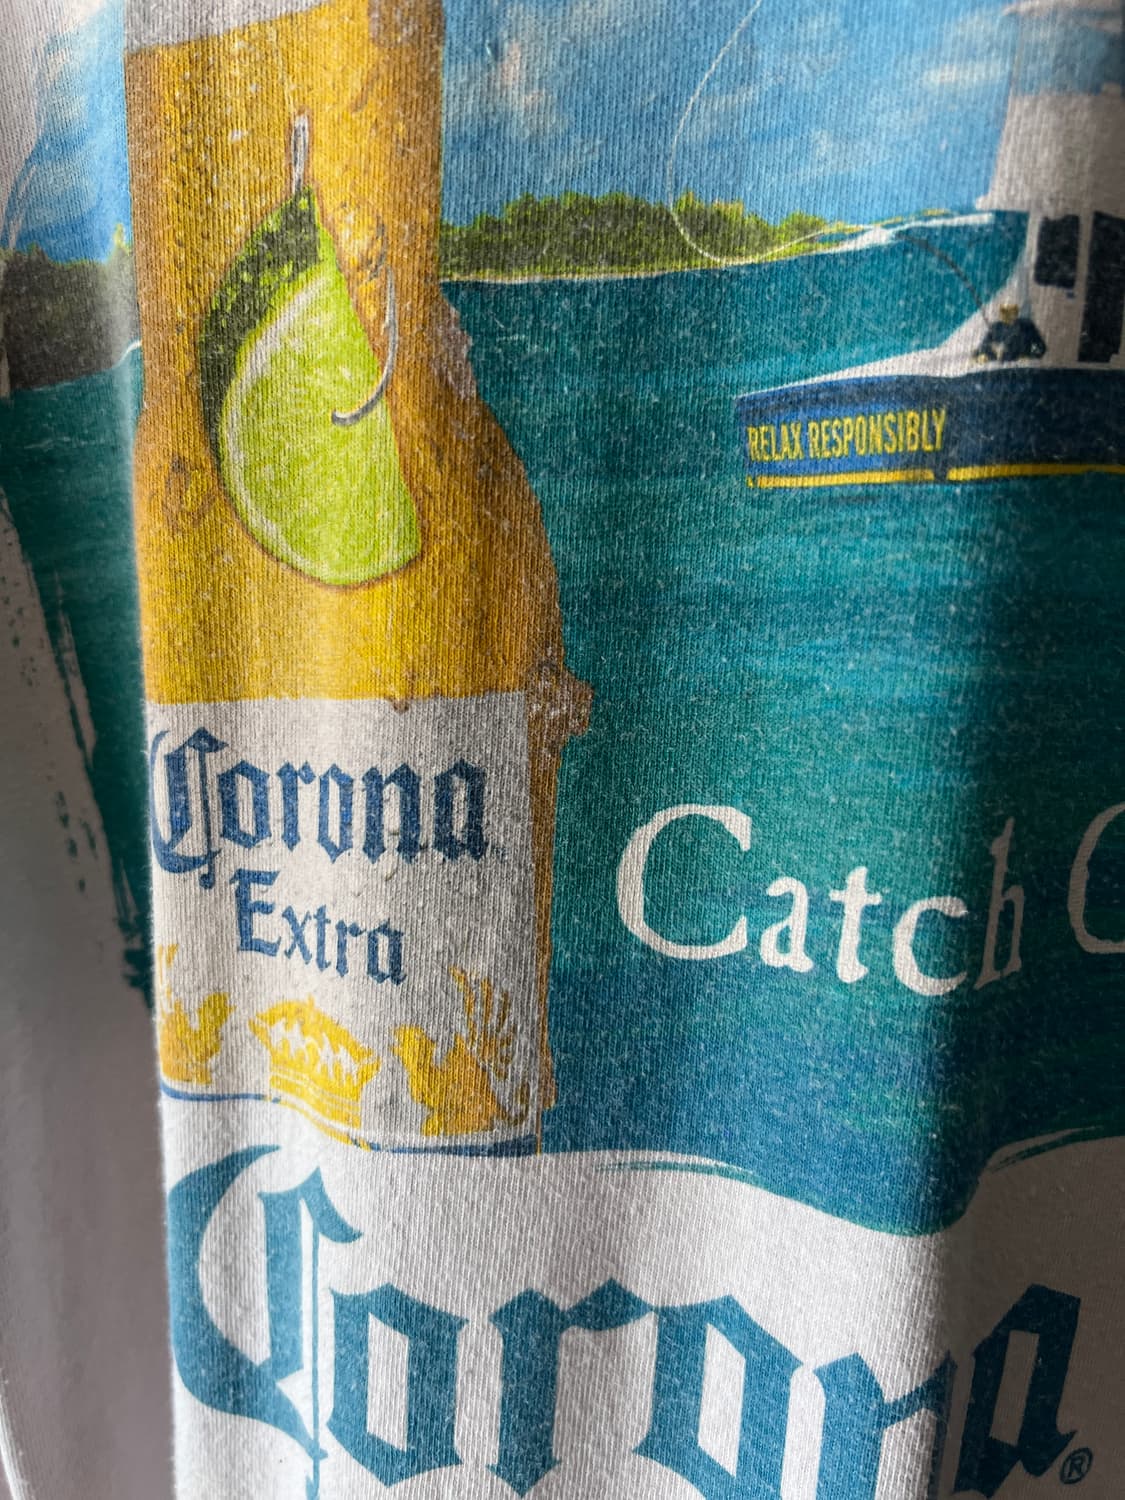 RELAX RESPONSIBLY
Corona
Extra
Catch C
Corona®